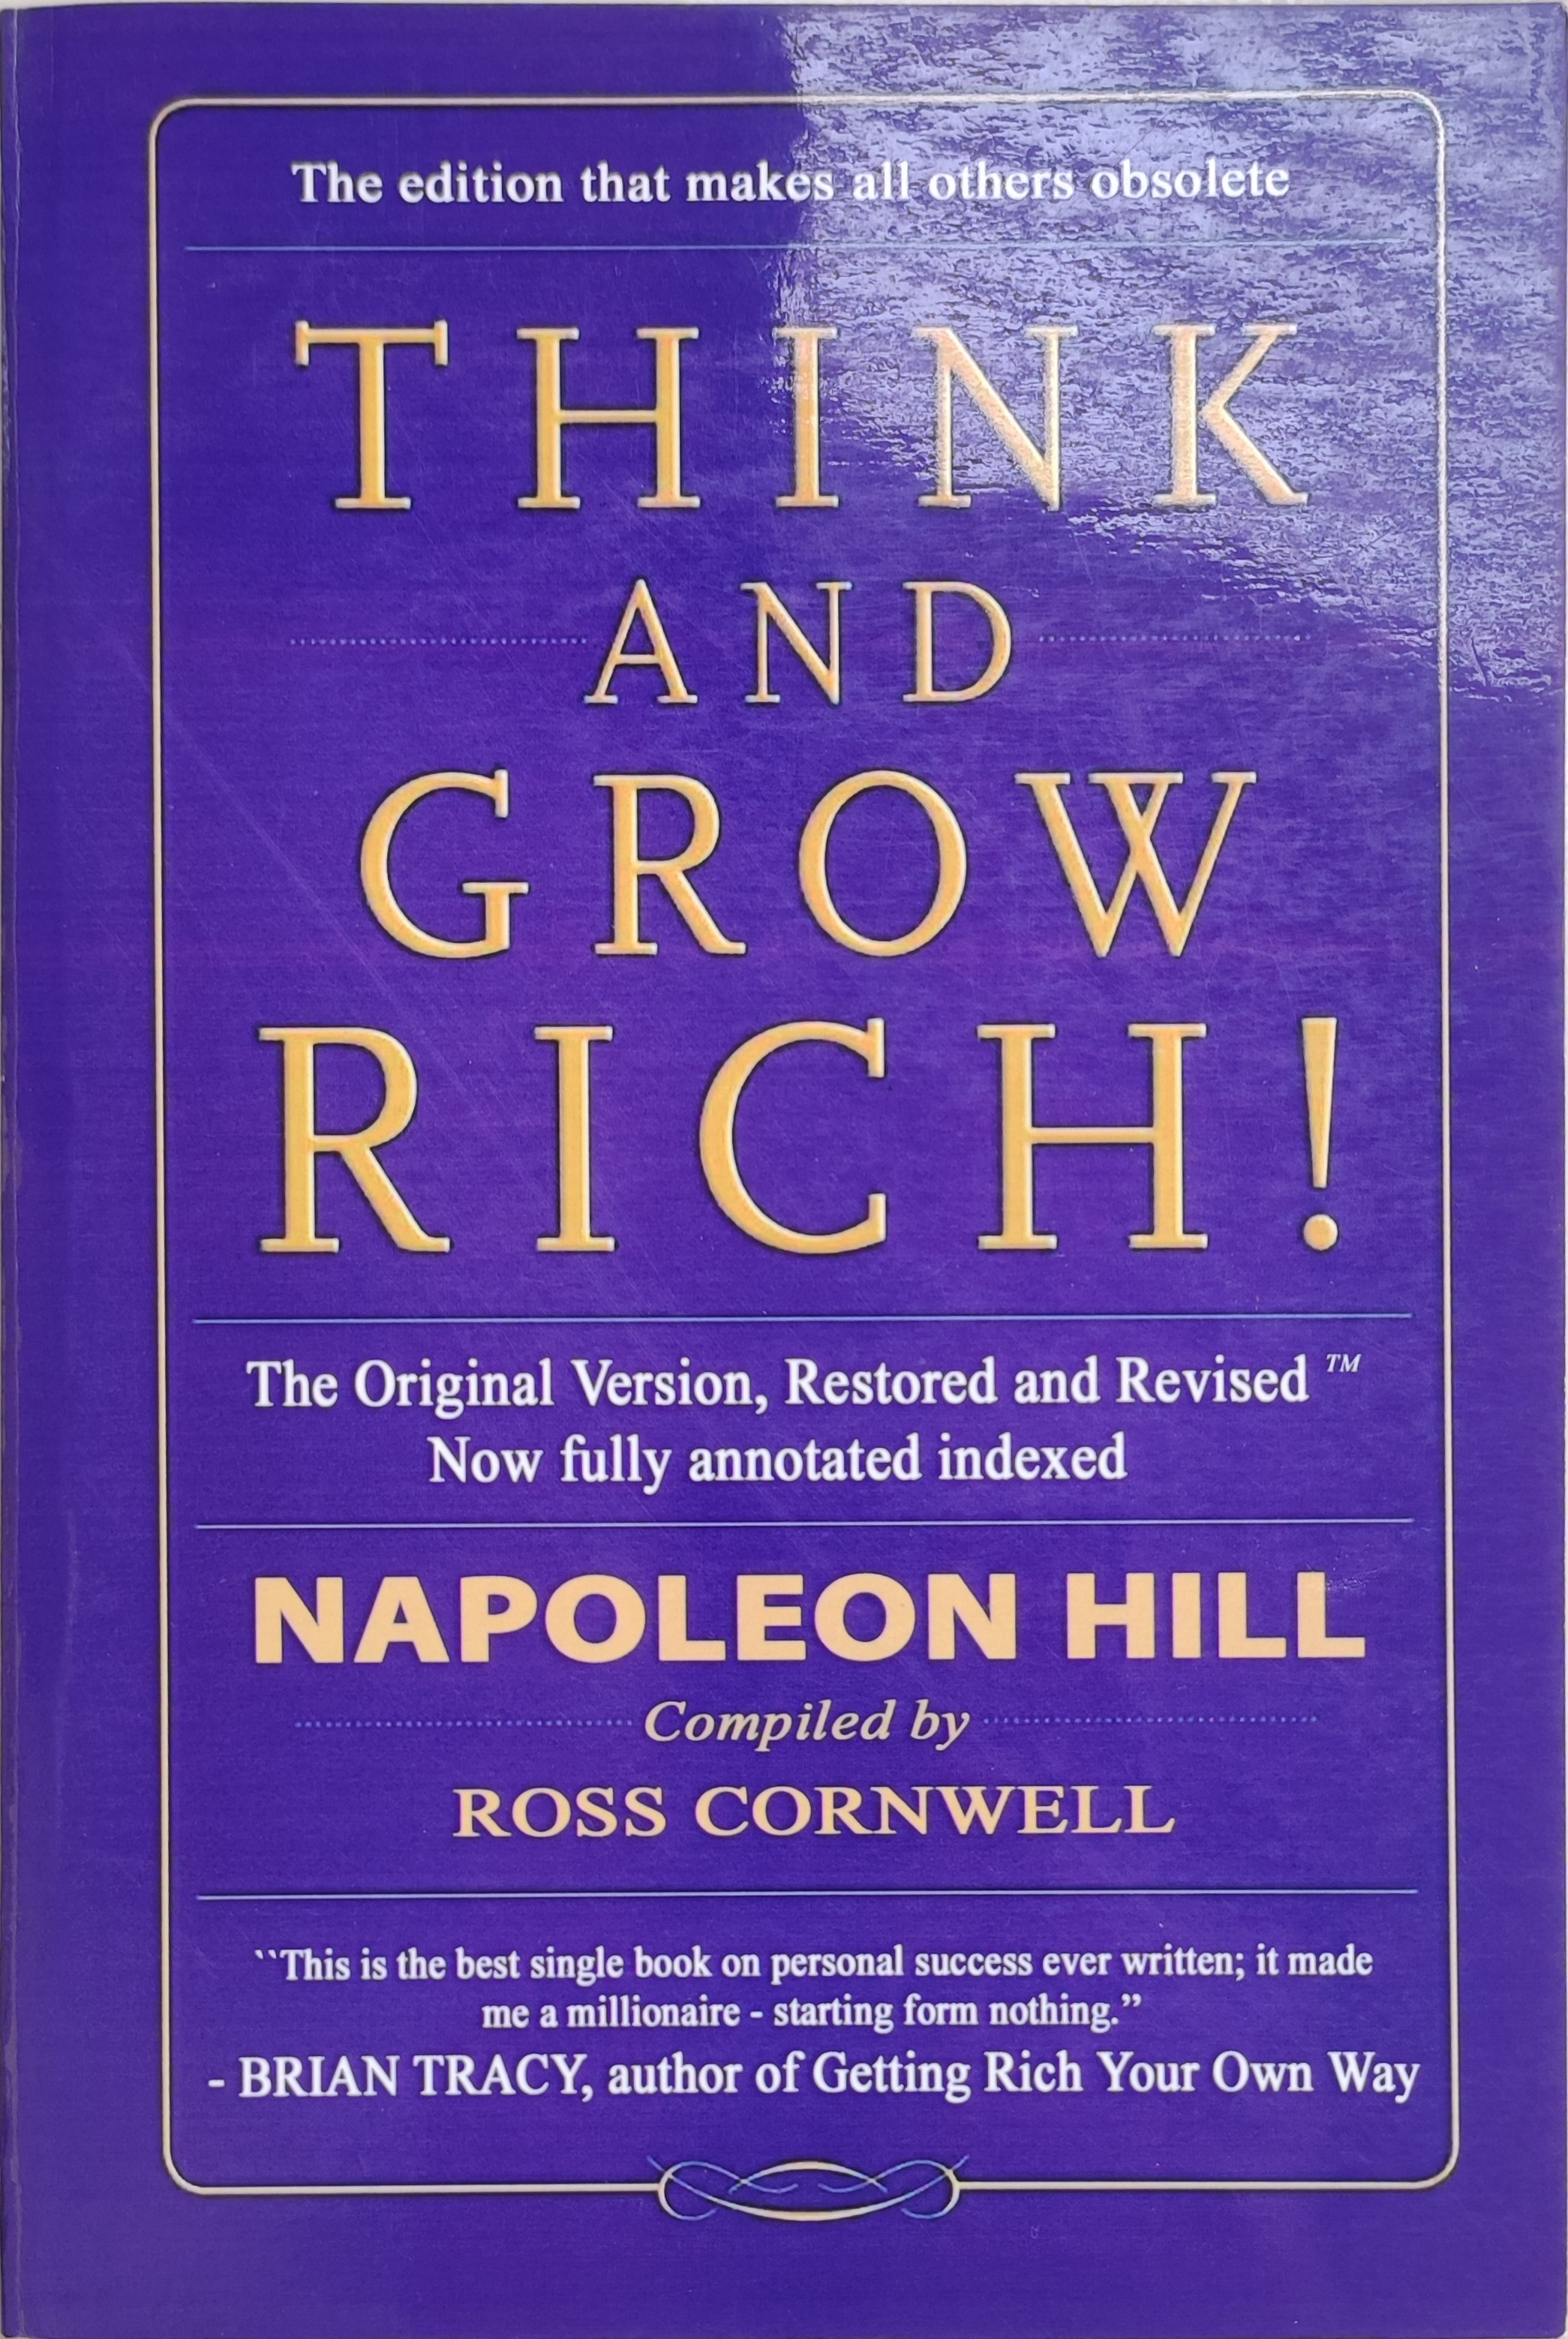 The edition that makes all others obsolete
THINK
AND
GROW
RICH!
The Original Version, Restored and Revised ™
Now fully annotated indexed
NAPOLEON HILL
Compiled by
ROSS CORNWELL
``This is the best single book on personal success ever written; it made
me a millionaire - starting form nothing.”
- BRIAN TRACY, author of Getting Rich Your Own Way